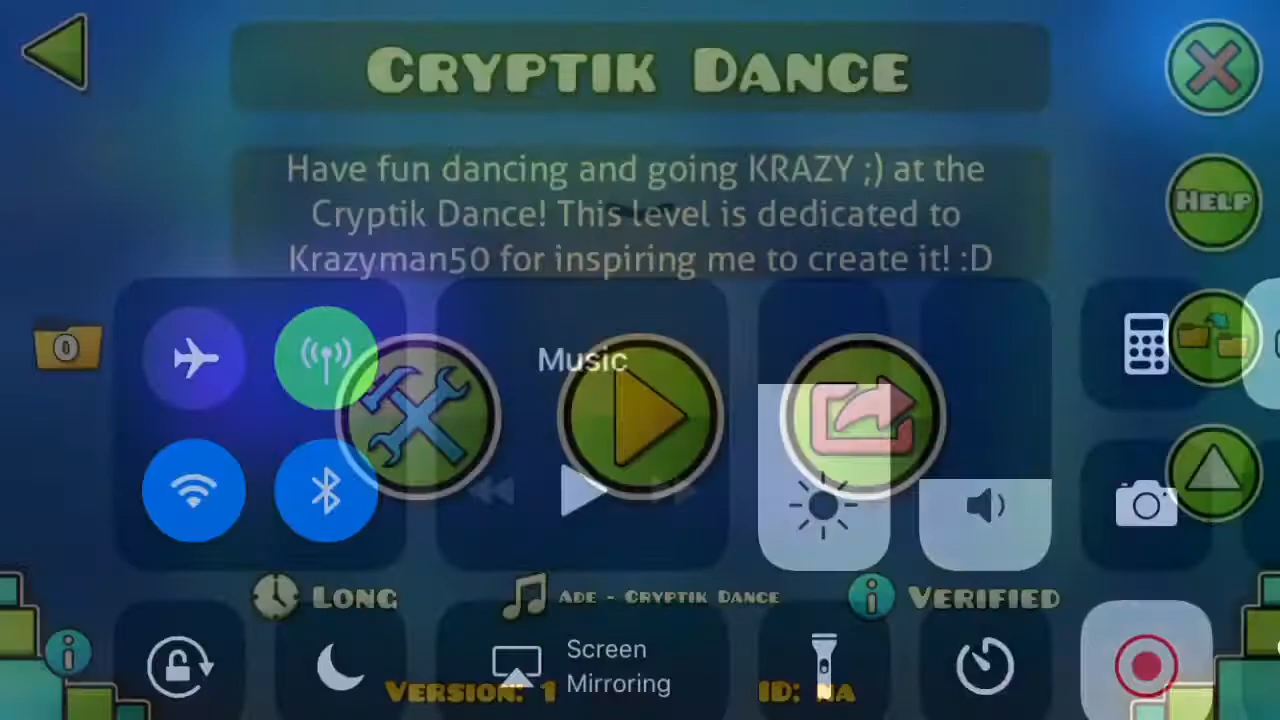 Cryptik Dance
Have fun dancing and going KRAZY ;) at the
Cryptik Dance! This level is dedicated to
Krazyman50 for inspiring me to create it! :D
Help
0
Music
Long
Ade - Cryptik Dance
Verified
Screen
Mirroring
Version: 1
ID: na